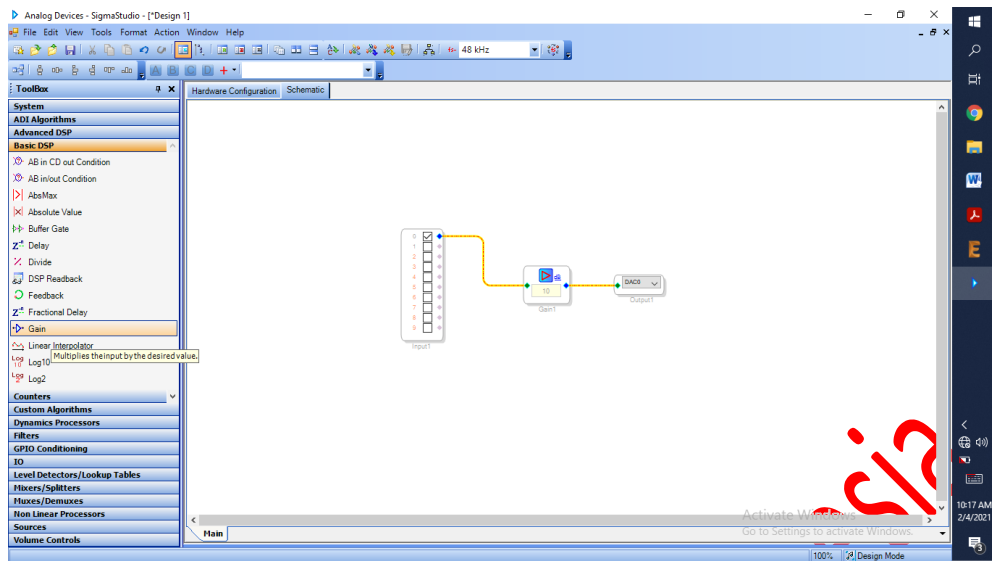 Analog Devices - SigmaStudio - [*Design 1]
File Edit View Tools Format Action Window Help
48 kHz
A B C D
ToolBox
Hardware Configuration Schematic
System
ADI Algorithms
Advanced DSP
Basic DSP
AB in CD out Condition
AB in/out Condition
AbsMax
Absolute Value
Buffer Gate
Delay
Divide
DSP Readback
Feedback
Fractional Delay
Gain
Linear Interpolator
Multiplies the input by the desired value.
Log10
Log2
Counters
Custom Algorithms
Dynamics Processors
Filters
GPIO Conditioning
IO
Level Detectors/Lookup Tables
Mixers/Splitters
Muxes/Demuxes
Non Linear Processors
Sources
Volume Controls
0
1
2
3
4
5
6
7
8
9
Input1
10
Gain1
DAC0
Output1
Main
Activate Windows
Go to Settings to activate Windows.
100% Design Mode
10:17 AM
2/4/2021
3